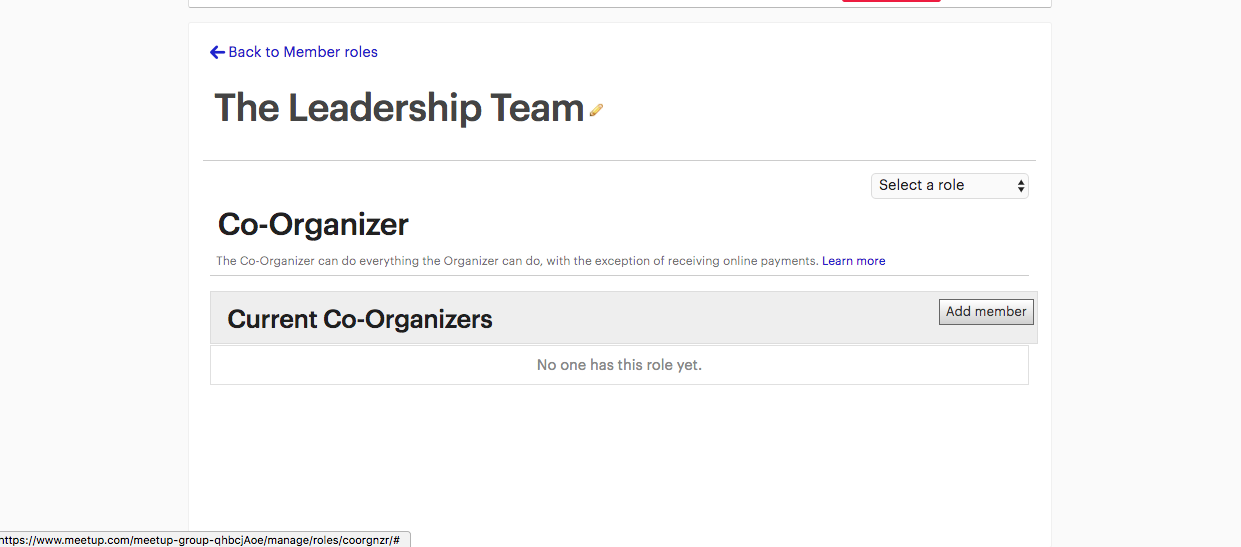 Back to Member roles
The Leadership Team
Select a role
Co-Organizer
The Co-Organizer can do everything the Organizer can do, with the exception of receiving online payments. Learn more
Current Co-Organizers
Add member
No one has this role yet.
https://www.meetup.com/meetup-group-qhbcjAoe/manage/roles/coorgnzr/#